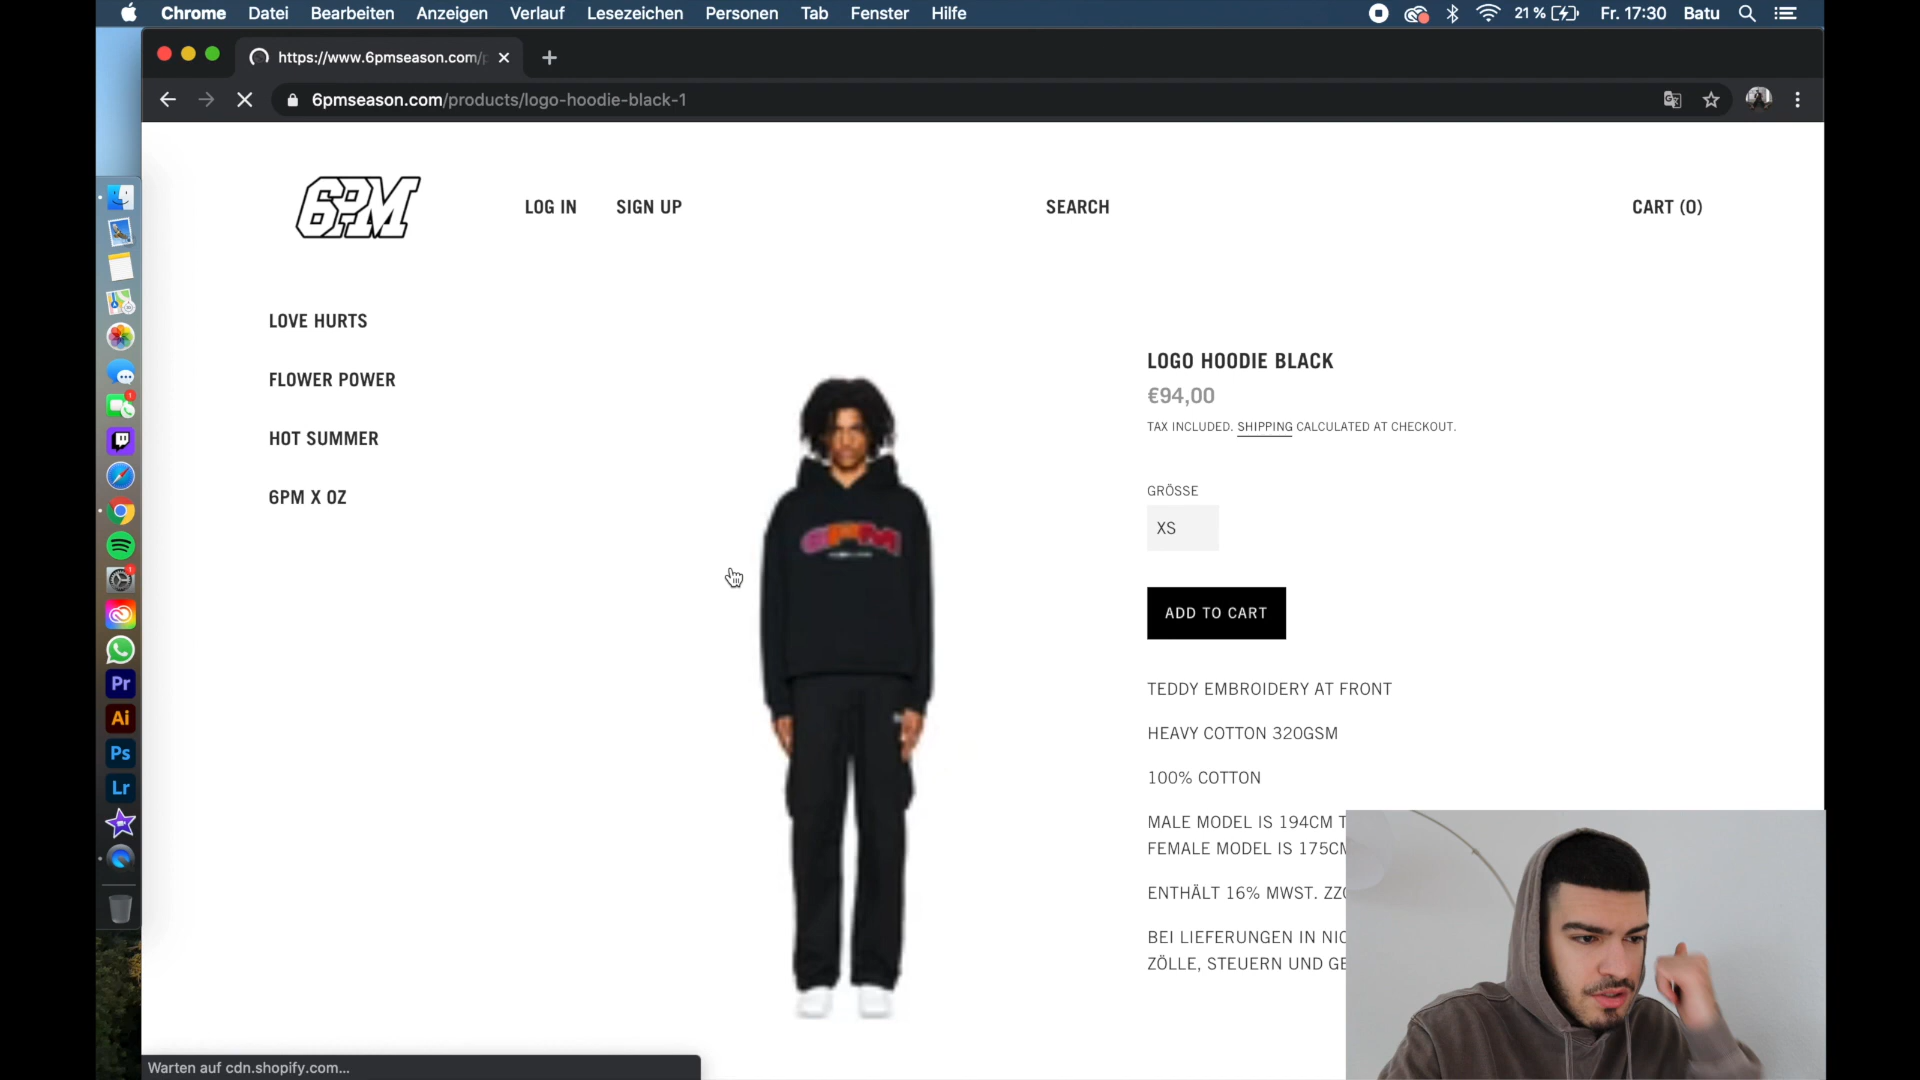 Chrome Datei Bearbeiten Anzeigen Verlauf Lesezeichen Personen Tab Fenster Hilfe 21 % Fr. 17:30 Batu
https://www.6pmseason.com/p
6pmseason.com/products/logo-hoodie-black-1
6PM LOG IN SIGN UP SEARCH CART (0)
LOVE HURTS
FLOWER POWER
HOT SUMMER
6PM X OZ
6PM
LOGO HOODIE BLACK
€94,00
TAX INCLUDED. SHIPPING CALCULATED AT CHECKOUT.
GRÖSSE
XS
ADD TO CART
TEDDY EMBROIDERY AT FRONT
HEAVY COTTON 320GSM
100% COTTON
MALE MODEL IS 194CM
FEMALE MODEL IS 175CM
ENTHÄLT 16% MWST.
BEI LIEFERUNGEN IN
ZÖLLE, STEUERN UND
Pr
Ai
Ps
Lr
Warten auf cdn.shopify.com...